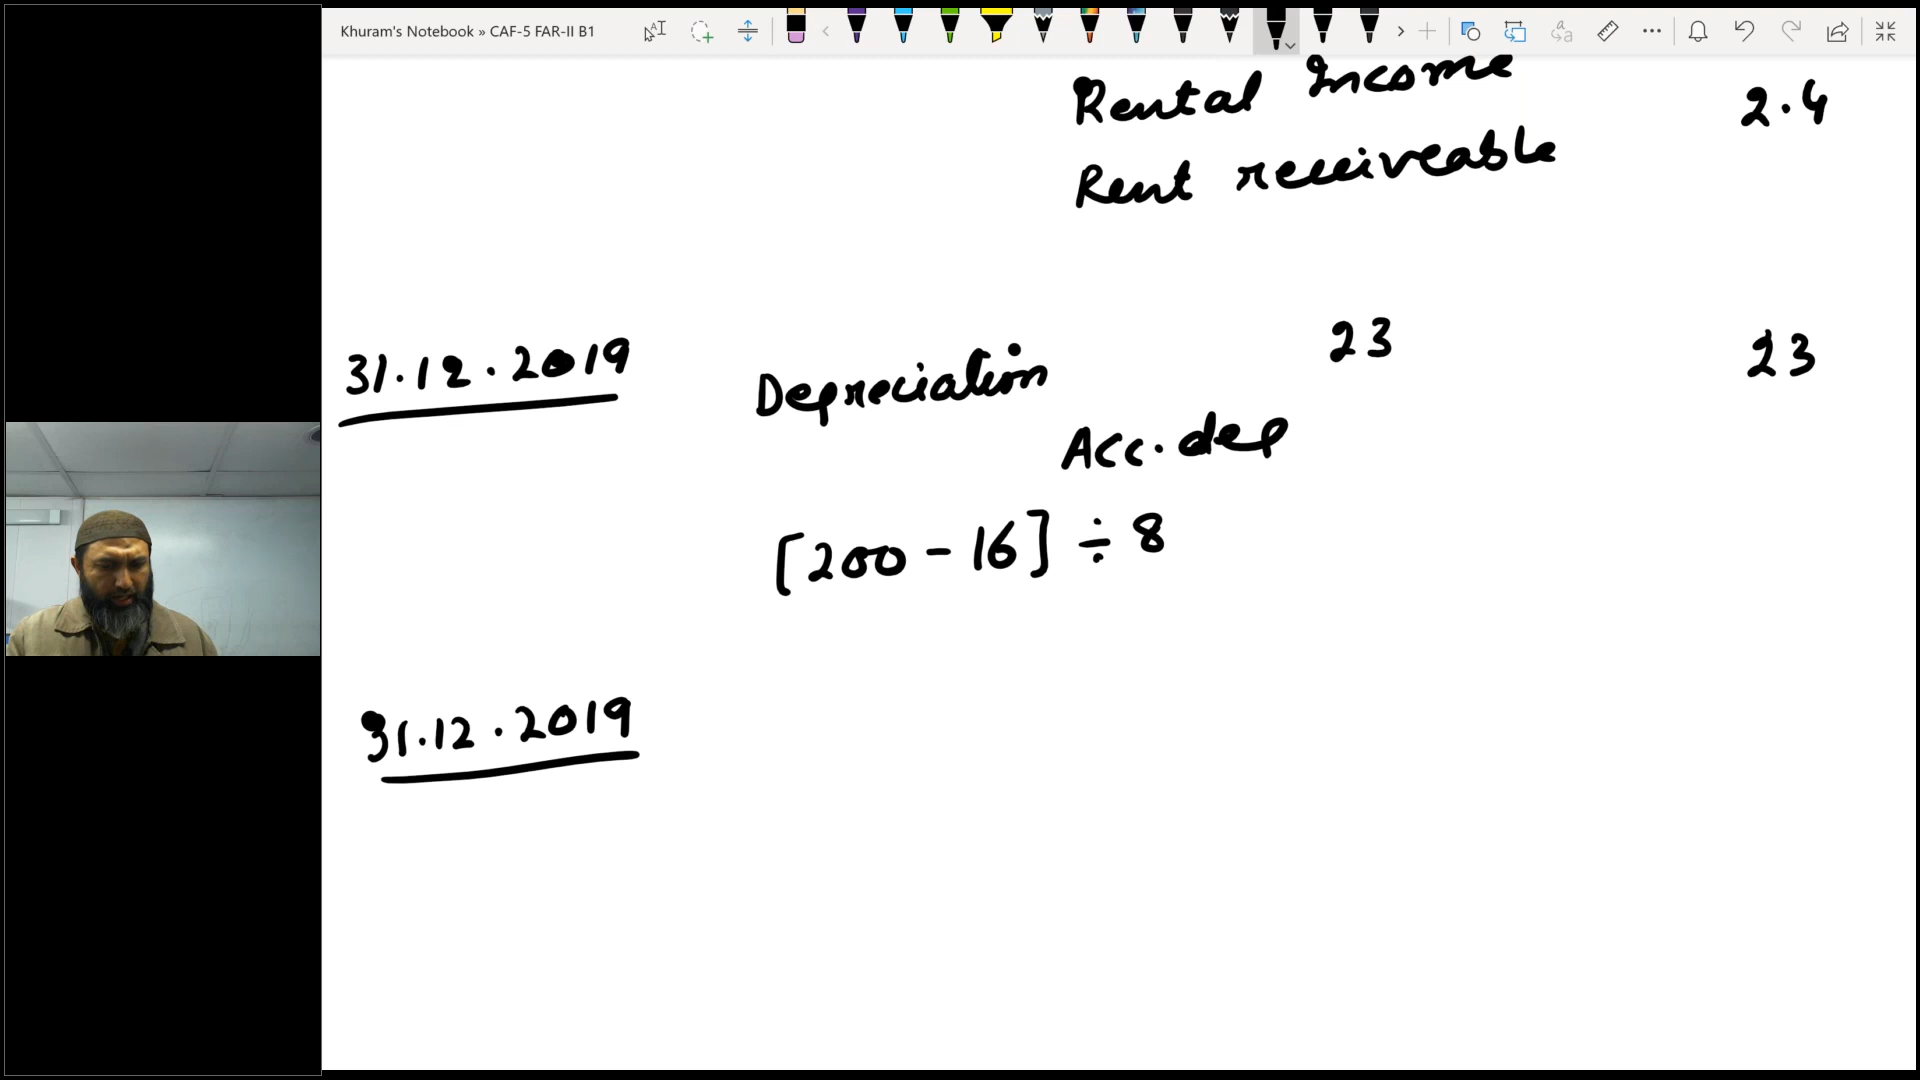 Khuram's Notebook » CAF-5 FAR-II B1
Rental Income 2.4
Rent receiveable
31.12.2019 Depreciation 23
Acc.dep 23
[200 - 16] ÷ 8
31.12.2019